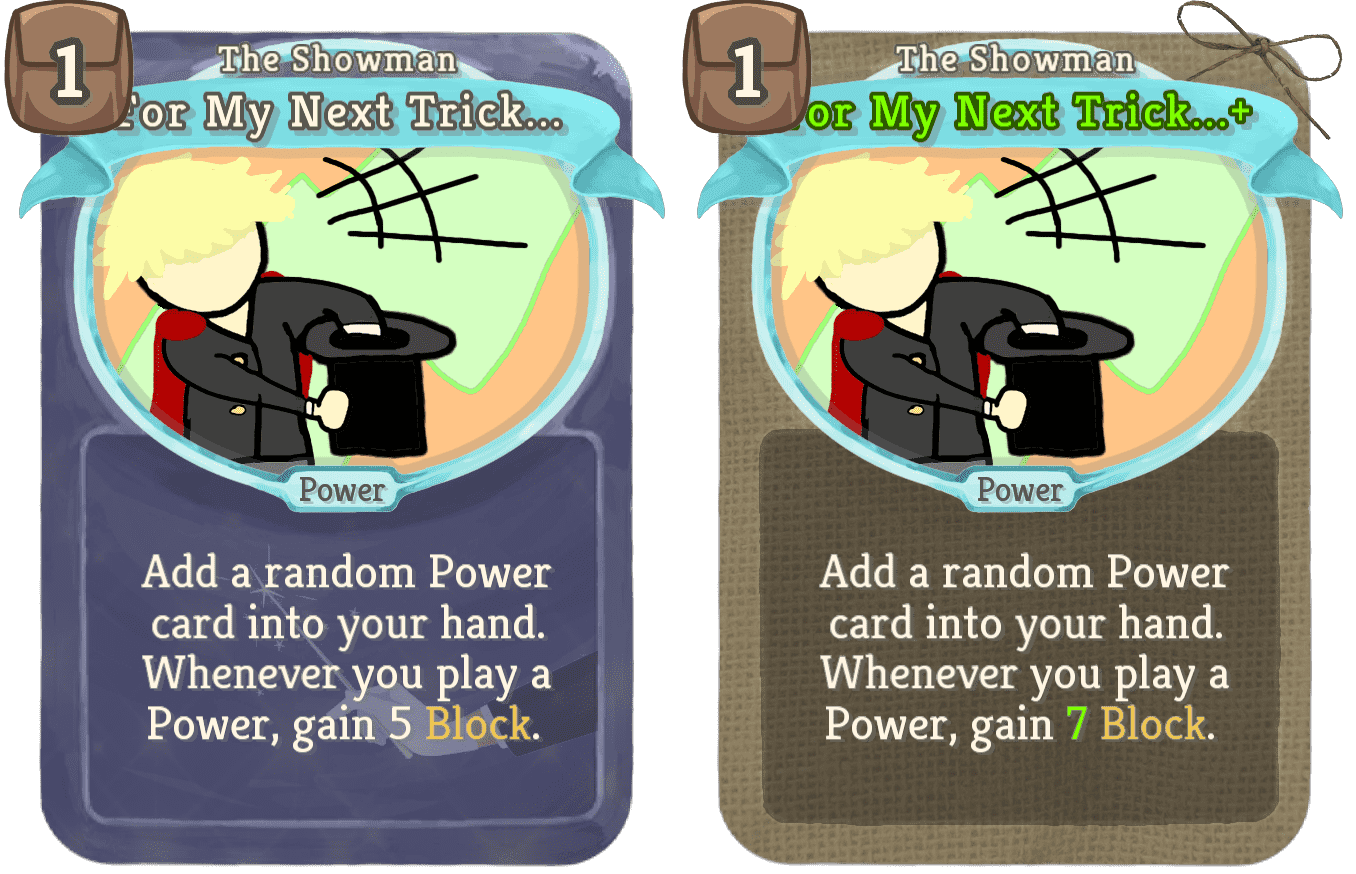 1
The Showman
For My Next Trick...
Power
Add a random Power
card into your hand.
Whenever you play a
Power, gain 5 Block.
1
The Showman
For My Next Trick...+
Power
Add a random Power
card into your hand.
Whenever you play a
Power, gain 7 Block.